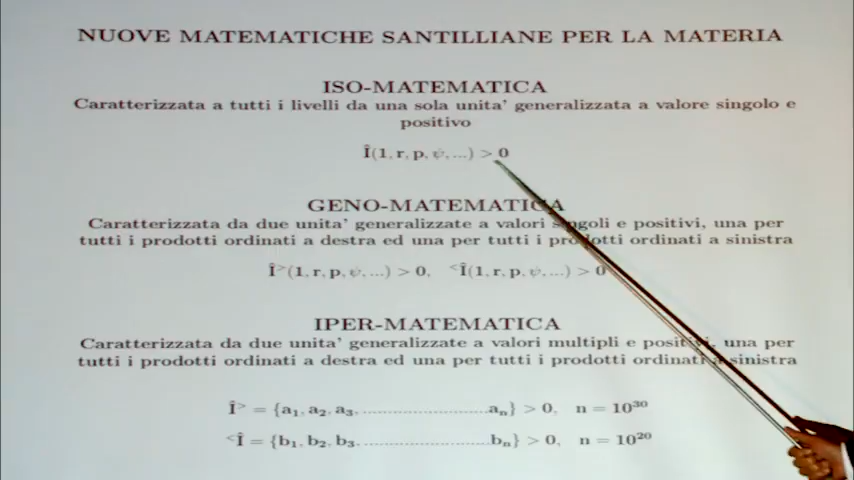 NUOVE MATEMATICHE SANTILLIANE PER LA MATERIA
ISO-MATEMATICA
Caratterizzata a tutti i livelli da una sola unita' generalizzata a valore singolo e
positivo
Î(1, r, p, ψ, ...) > 0
GENO-MATEMATICA
Caratterizzata da due unita' generalizzate a valori singoli e positivi, una per
tutti i prodotti ordinati a destra ed una per tutti i prodotti ordinati a sinistra
Î^>(1, r, p, ψ, ...) > 0, ^<Î(1, r, p, ψ, ...) > 0
IPER-MATEMATICA
Caratterizzata da due unita' generalizzate a valori multipli e positivi, una per
tutti i prodotti ordinati a destra ed una per tutti i prodotti ordinati a sinistra
Î^> = {a₁, a₂, a₃, ........................aₙ} > 0, n = 10³⁰
^<Î = {b₁, b₂, b₃.........................bₙ} > 0, n = 10²⁰